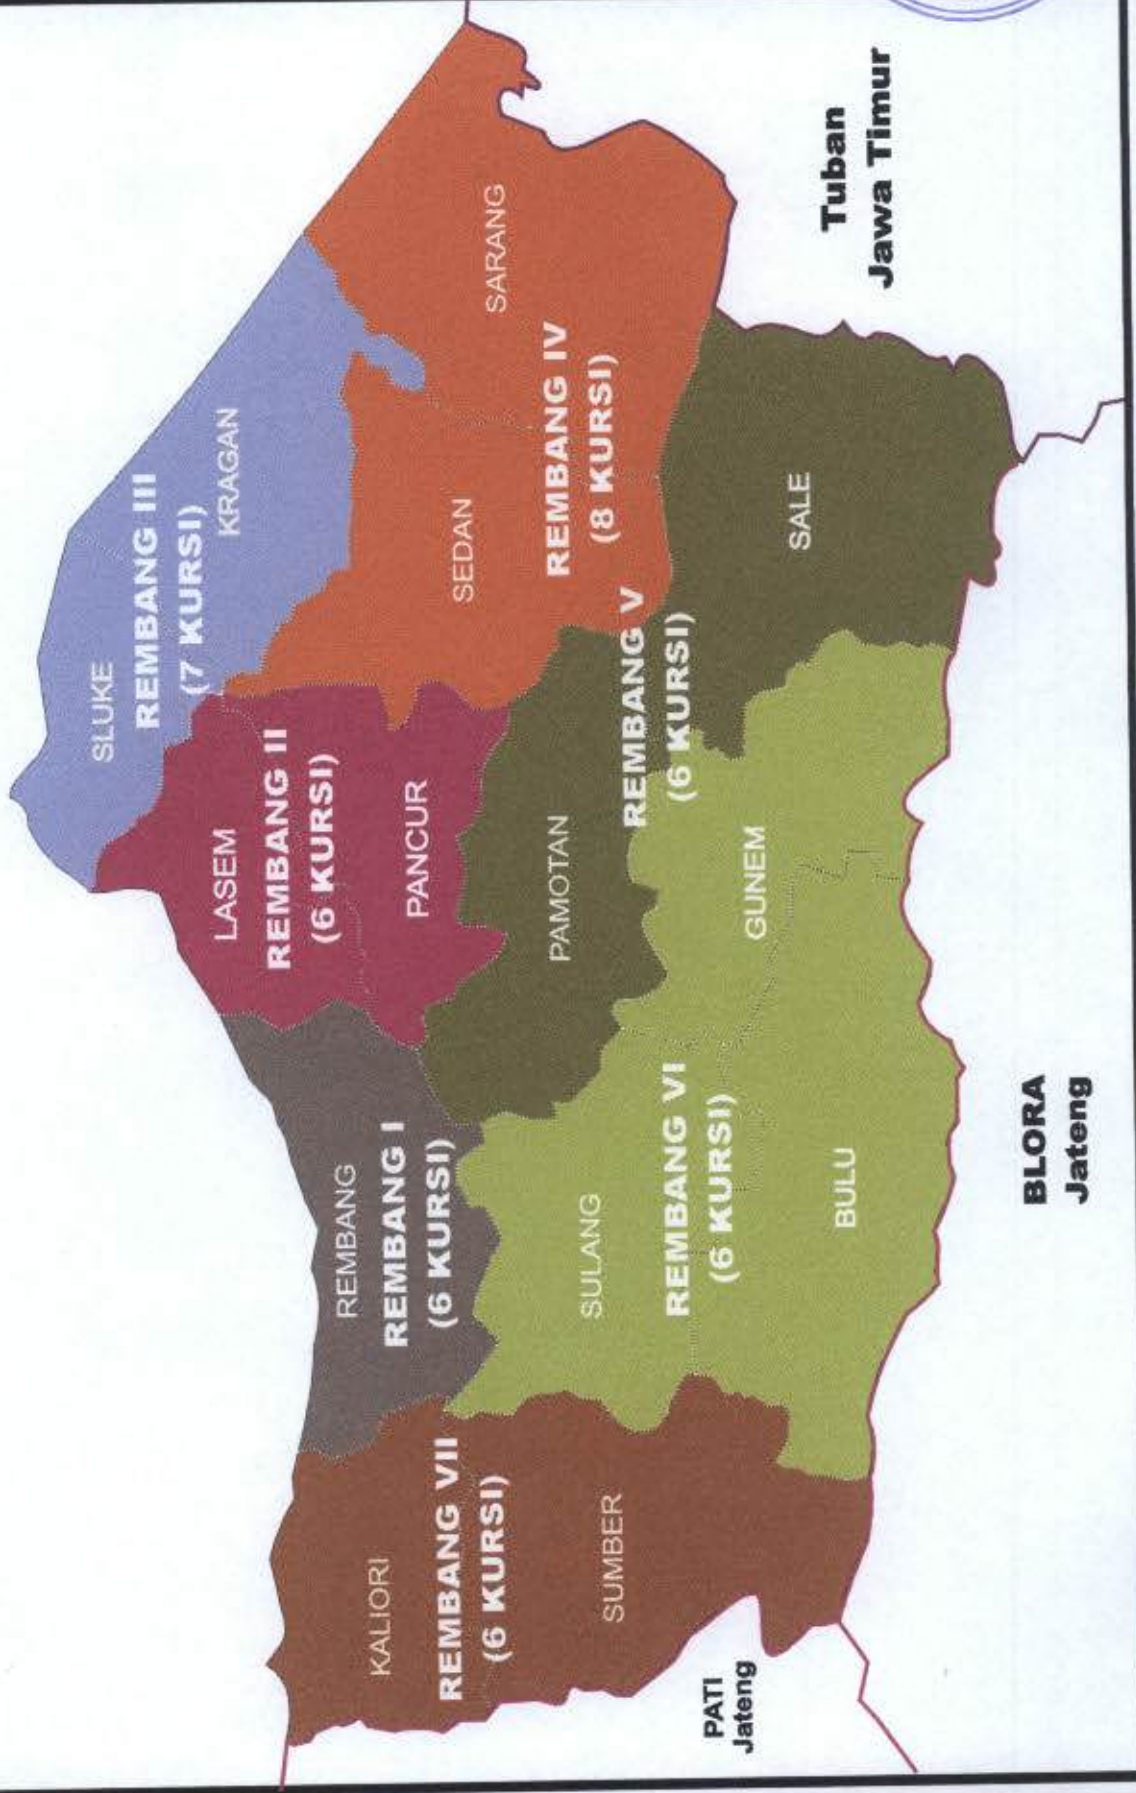 SLUKE
REMBANG III
(7 KURSI)
KRAGAN
LASEM
REMBANG II
(6 KURSI)
PANCUR
SEDAN
SARANG
REMBANG IV
(8 KURSI)
REMBANG
REMBANG I
(6 KURSI)
PAMOTAN
REMBANG V
(6 KURSI)
SALE
KALIORI
REMBANG VII
(6 KURSI)
SUMBER
SULANG
REMBANG VI
(6 KURSI)
GUNEM
BULU
PATI
Jateng
BLORA
Jateng
Tuban
Jawa Timur